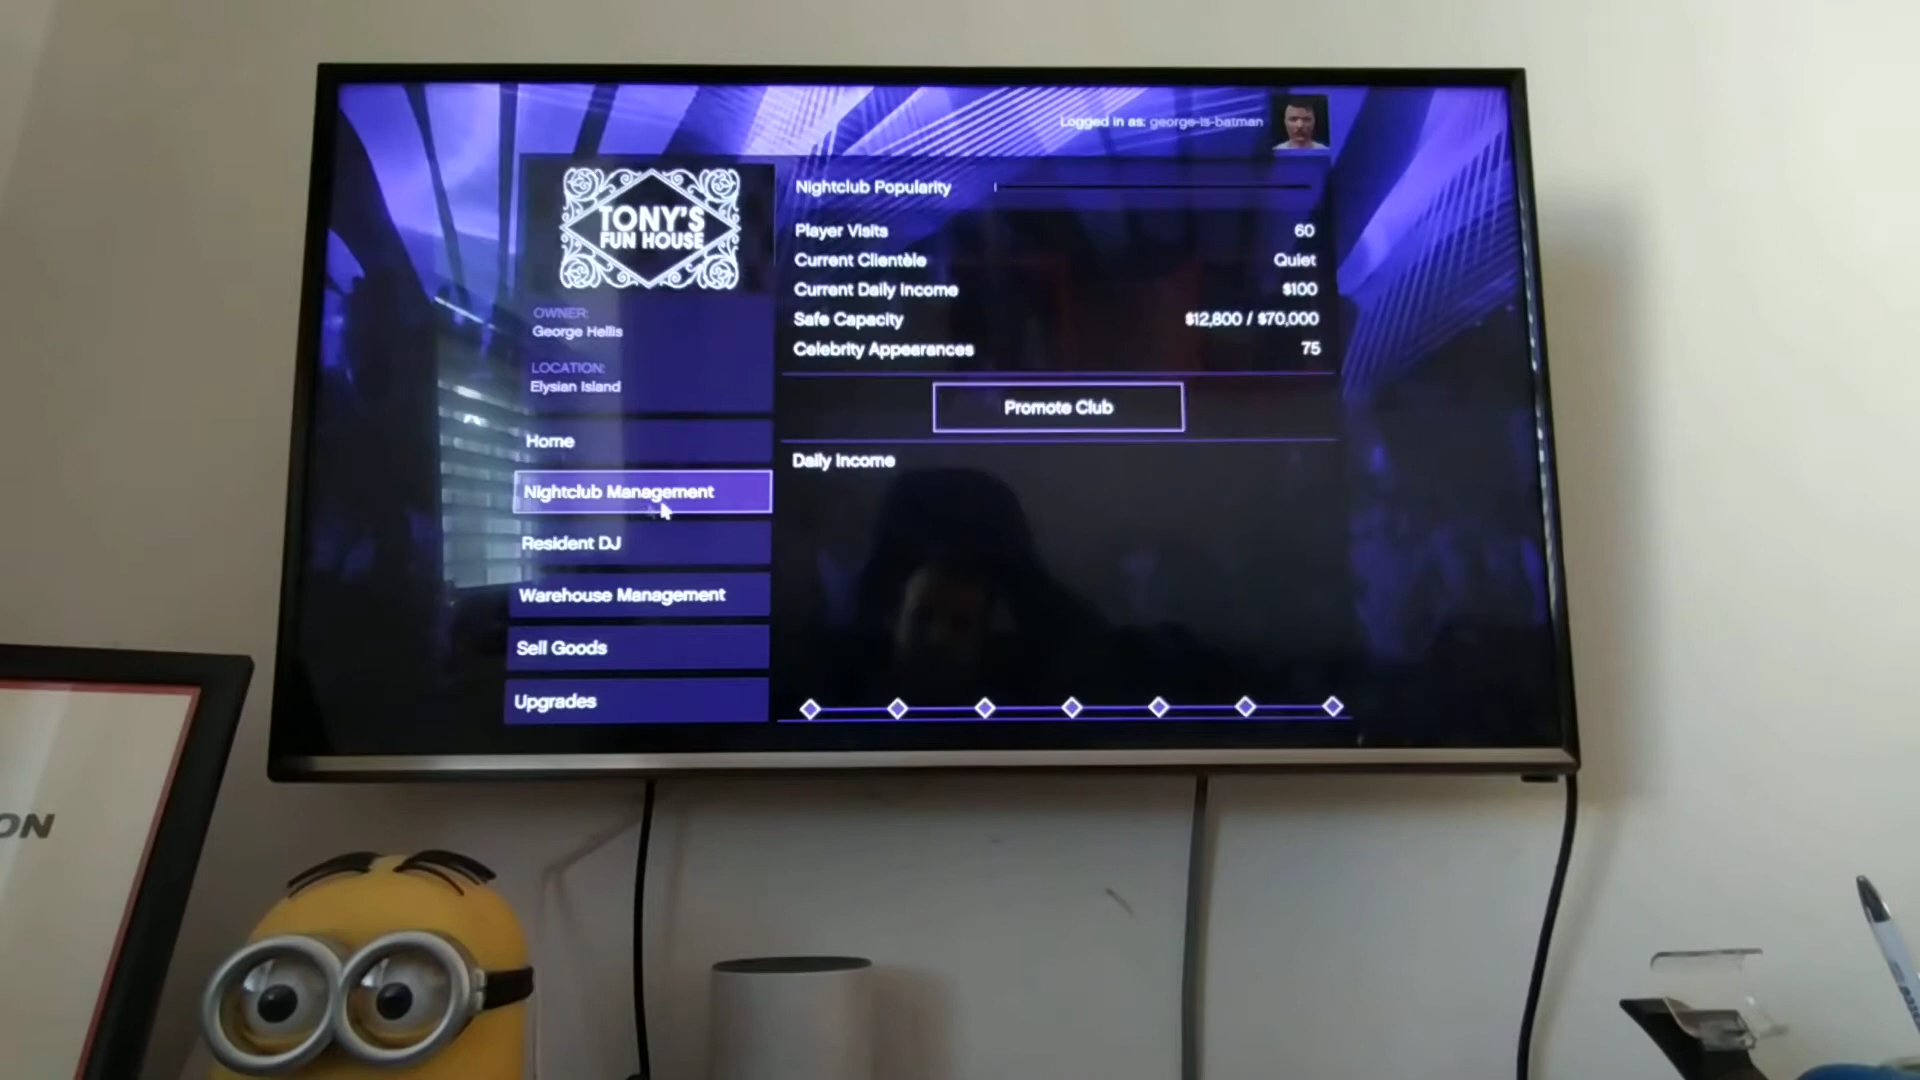 Logged in as: george-is-batman
TONY'S
FUN HOUSE
OWNER:
George Hellis
LOCATION:
Elysian Island
Home
Nightclub Management
Resident DJ
Warehouse Management
Sell Goods
Upgrades
Nightclub Popularity
Player Visits 60
Current Clientèle Quiet
Current Daily Income $100
Safe Capacity $12,800 / $70,000
Celebrity Appearances 75
Promote Club
Daily Income
ON